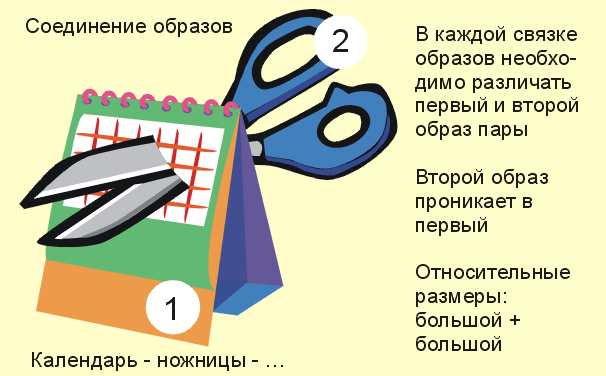 Соединение образов
2
1
Календарь - ножницы - ...
В каждой связке
образов необхо-
димо различать
первый и второй
образ пары
Второй образ
проникает в
первый
Относительные
размеры:
большой +
большой